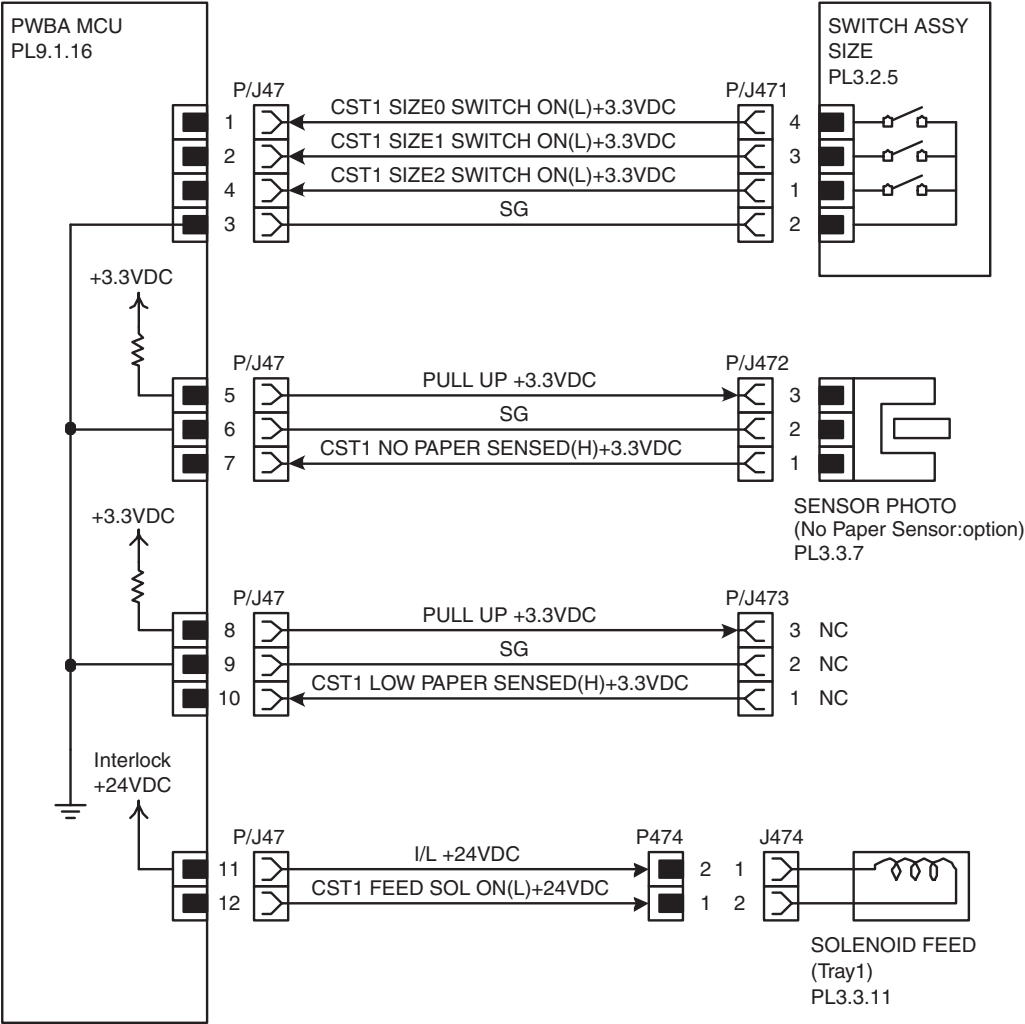 PWBA MCU
PL9.1.16
SWITCH ASSY
SIZE
PL3.2.5
P/J47
P/J471
1
CST1 SIZE0 SWITCH ON(L)+3.3VDC
4
2
CST1 SIZE1 SWITCH ON(L)+3.3VDC
3
4
CST1 SIZE2 SWITCH ON(L)+3.3VDC
1
3
SG
2
+3.3VDC
P/J47
P/J472
5
PULL UP +3.3VDC
3
6
SG
2
7
CST1 NO PAPER SENSED(H)+3.3VDC
1
SENSOR PHOTO
(No Paper Sensor:option)
PL3.3.7
+3.3VDC
P/J47
P/J473
8
PULL UP +3.3VDC
3 NC
9
SG
2 NC
10
CST1 LOW PAPER SENSED(H)+3.3VDC
1 NC
Interlock
+24VDC
P/J47
P474
J474
11
I/L +24VDC
2 1
12
CST1 FEED SOL ON(L)+24VDC
1 2
SOLENOID FEED
(Tray1)
PL3.3.11